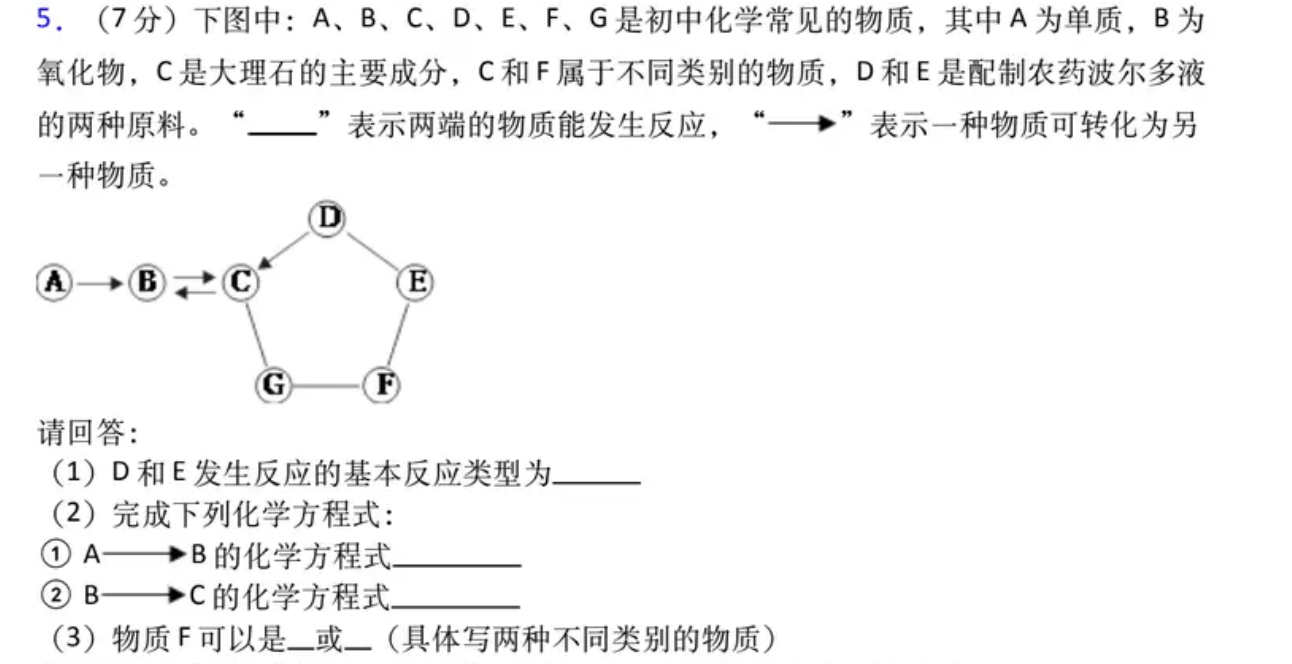 5. （7分）下图中：A、B、C、D、E、F、G是初中化学常见的物质，其中A为单质，B为
氧化物，C是大理石的主要成分，C和F属于不同类别的物质，D和E是配制农药波尔多液
的两种原料。“____”表示两端的物质能发生反应，“——▶”表示一种物质可转化为另
一种物质。
D
A B C E
G F
请回答：
（1）D和E发生反应的基本反应类型为______
（2）完成下列化学方程式：
① A——▶B的化学方程式________
② B——▶C的化学方程式________
（3）物质F可以是__或__（具体写两种不同类别的物质）